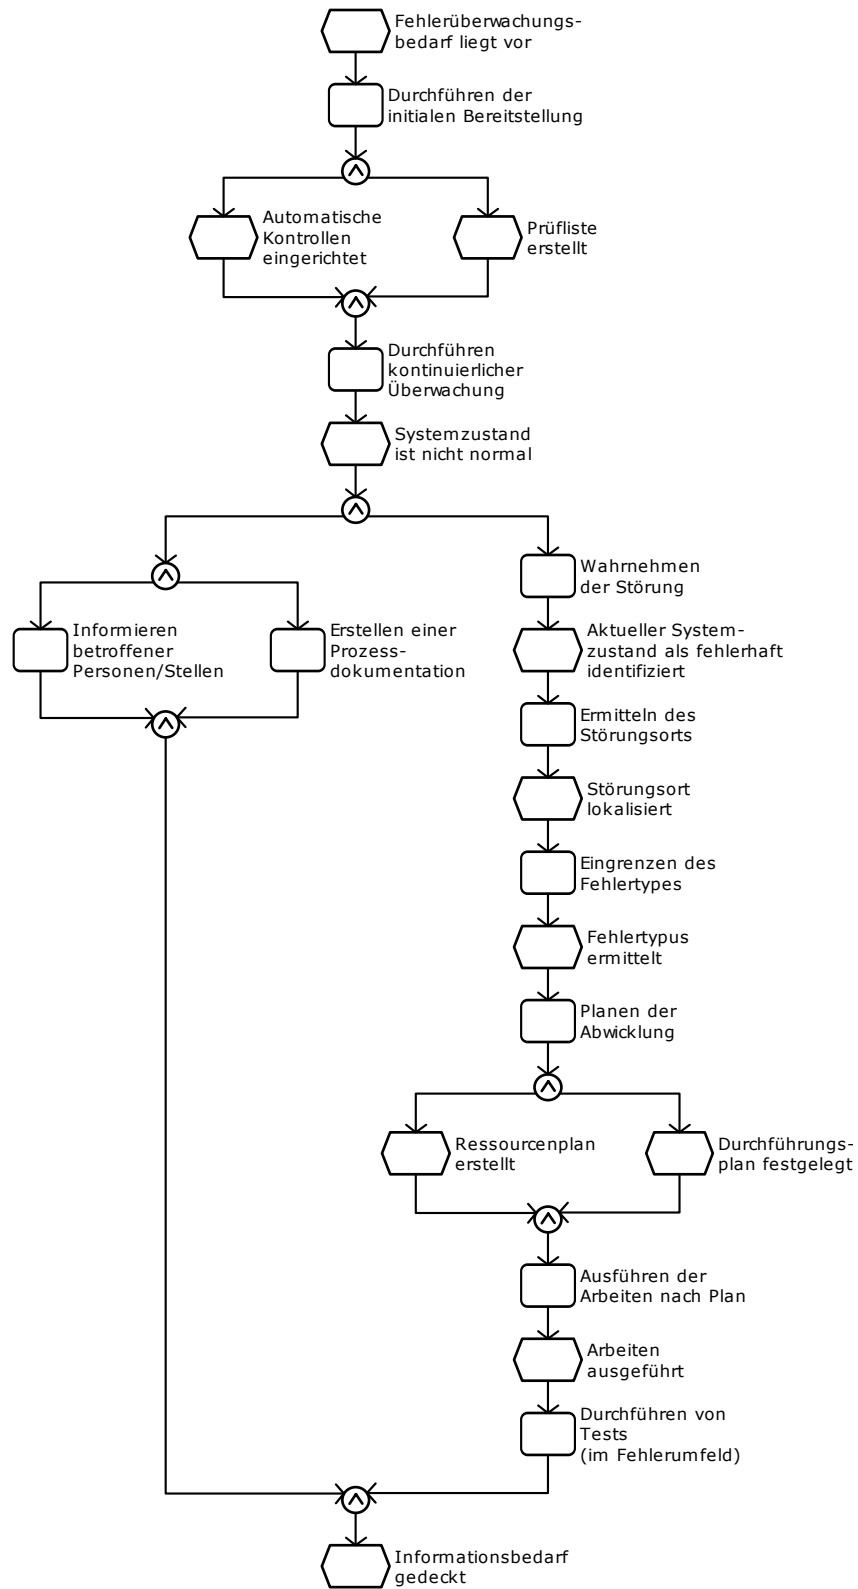 Fehlerüberwachungs-
bedarf liegt vor
Durchführen der
initialen Bereitstellung
Automatische
Kontrollen
eingerichtet
Prüfliste
erstellt
Durchführen
kontinuierlicher
Überwachung
Systemzustand
ist nicht normal
Wahrnehmen
der Störung
Informieren
betroffener
Personen/Stellen
Erstellen einer
Prozess-
dokumentation
Aktueller System-
zustand als fehlerhaft
identifiziert
Ermitteln des
Störungsorts
Störungsort
lokalisiert
Eingrenzen des
Fehlertypes
Fehlertypus
ermittelt
Planen der
Abwicklung
Ressourcenplan
erstellt
Durchführungs-
plan festgelegt
Ausführen der
Arbeiten nach Plan
Arbeiten
ausgeführt
Durchführen von
Tests
(im Fehlerumfeld)
Informationsbedarf
gedeckt